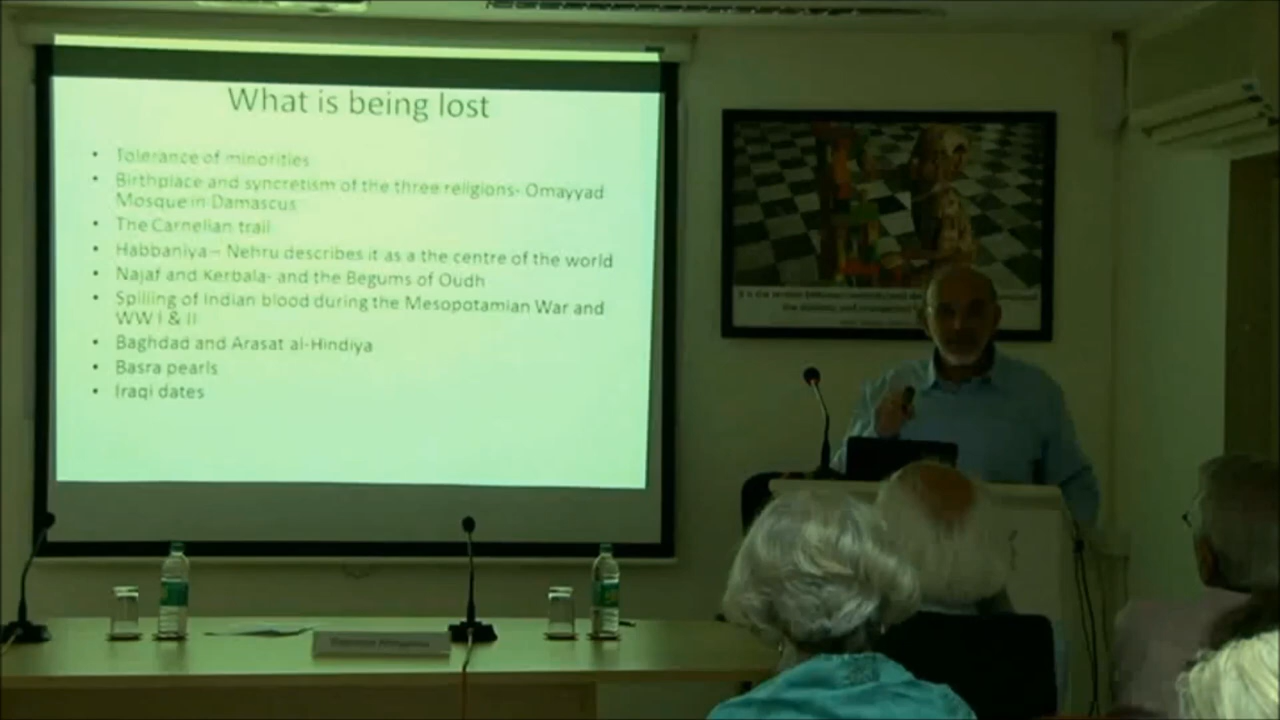 What is being lost
• Tolerance of minorities
• Birthplace and syncretism of the three religions- Omayyad
Mosque in Damascus
• The Carnelian trail
• Habbaniya – Nehru describes it as a the centre of the world
• Najaf and Kerbala- and the Begums of Oudh
• Spilling of Indian blood during the Mesopotamian War and
WW I & II
• Baghdad and Arasat al-Hindiya
• Basra pearls
• Iraqi dates